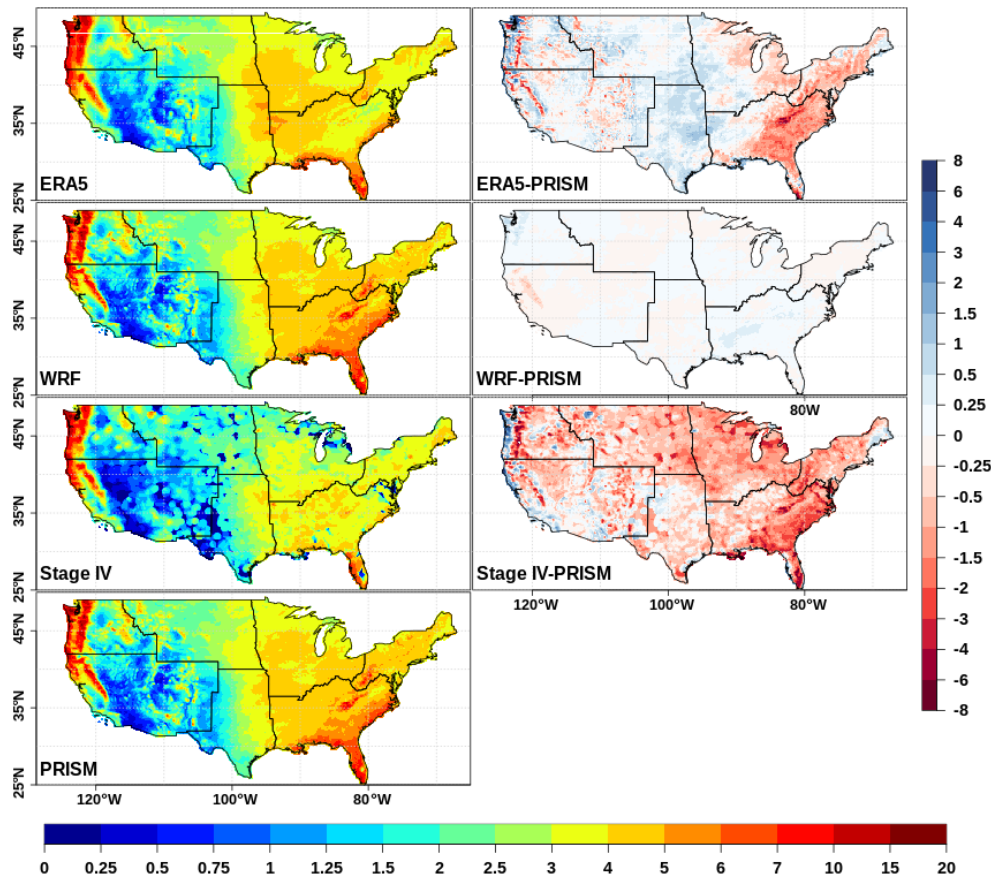 45°N
35°N
25°N
ERA5
ERA5-PRISM
45°N
35°N
25°N
WRF
WRF-PRISM
80°W
45°N
35°N
25°N
Stage IV
Stage IV-PRISM
120°W 100°W 80°W
45°N
35°N
25°N
PRISM
120°W 100°W 80°W
8
6
4
3
2
1.5
1
0.5
0.25
0
-0.25
-0.5
-1
-1.5
-2
-3
-4
-6
-8
0 0.25 0.5 0.75 1 1.25 1.5 2 2.5 3 4 5 6 7 10 15 20